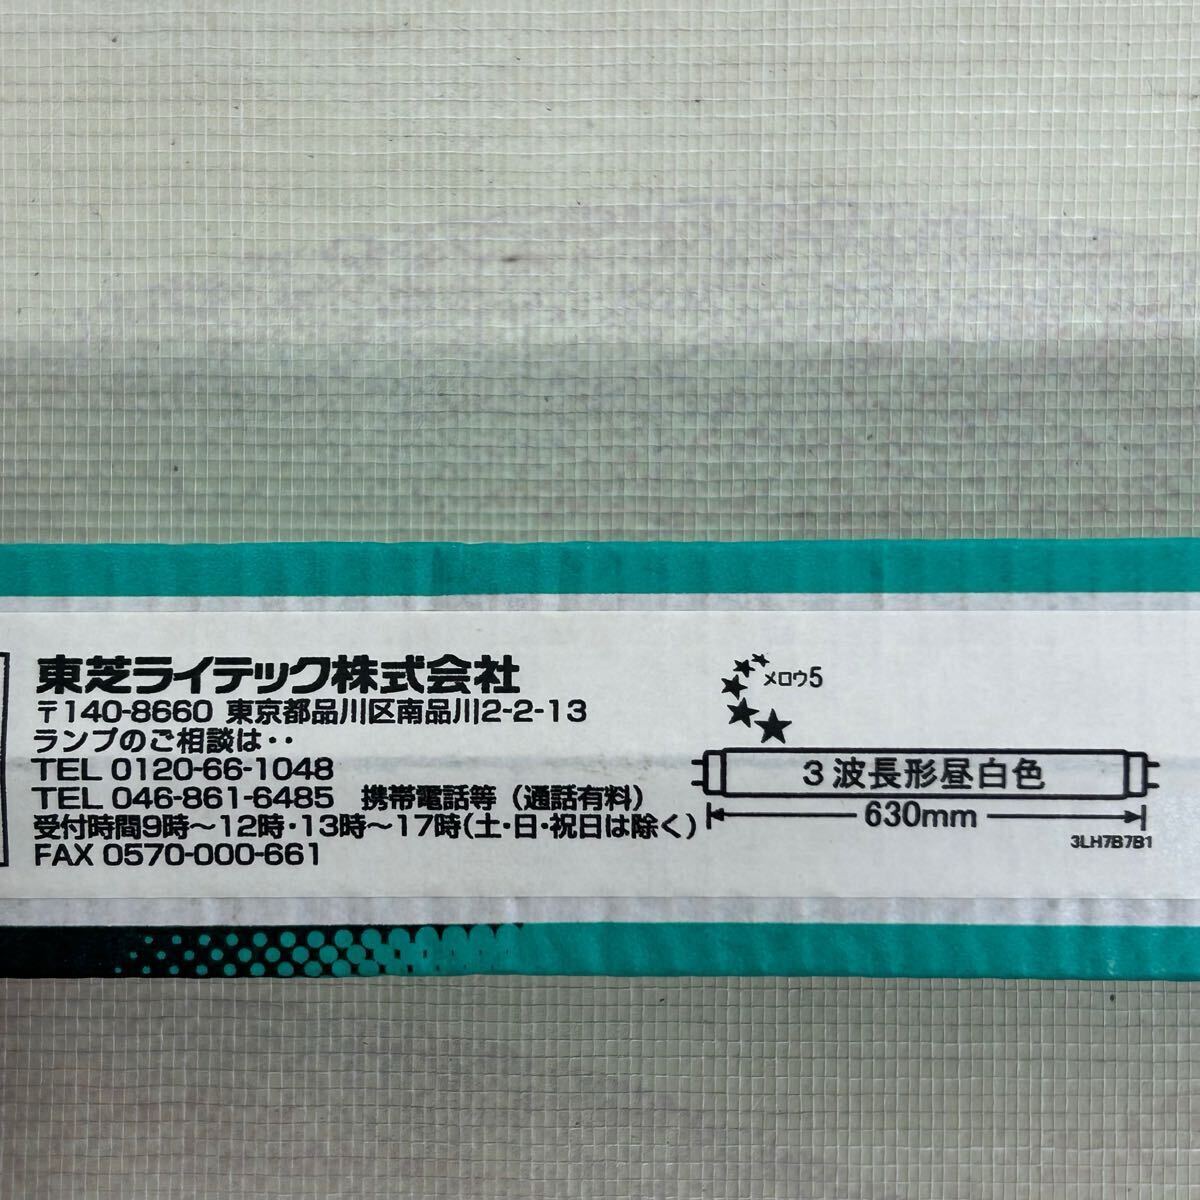 東芝ライテック株式会社
〒140-8660 東京都品川区南品川2-2-13
ランプのご相談は‥
TEL 0120-66-1048
TEL 046-861-6485 携帯電話等（通話有料）
受付時間9時～12時・13時～17時（土・日・祝日は除く）
FAX 0570-000-661
メロウ5
3波長形昼白色
630mm
3LH7B7B1